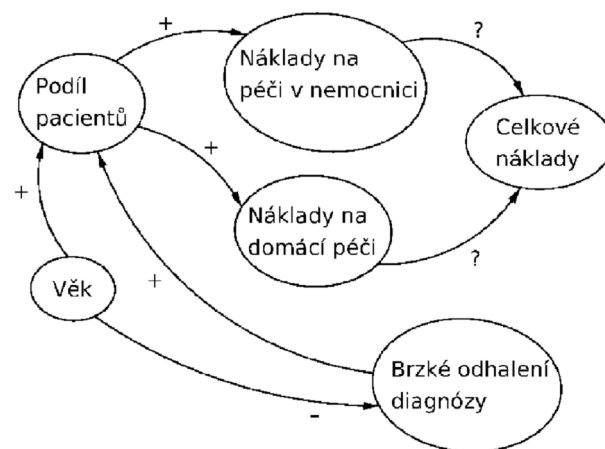 +
?
Podíl
pacientů
Náklady na
péči v nemocnici
Celkové
náklady
+
+
Náklady na
domácí péči
?
Věk
+
Brzké odhalení
diagnózy
-